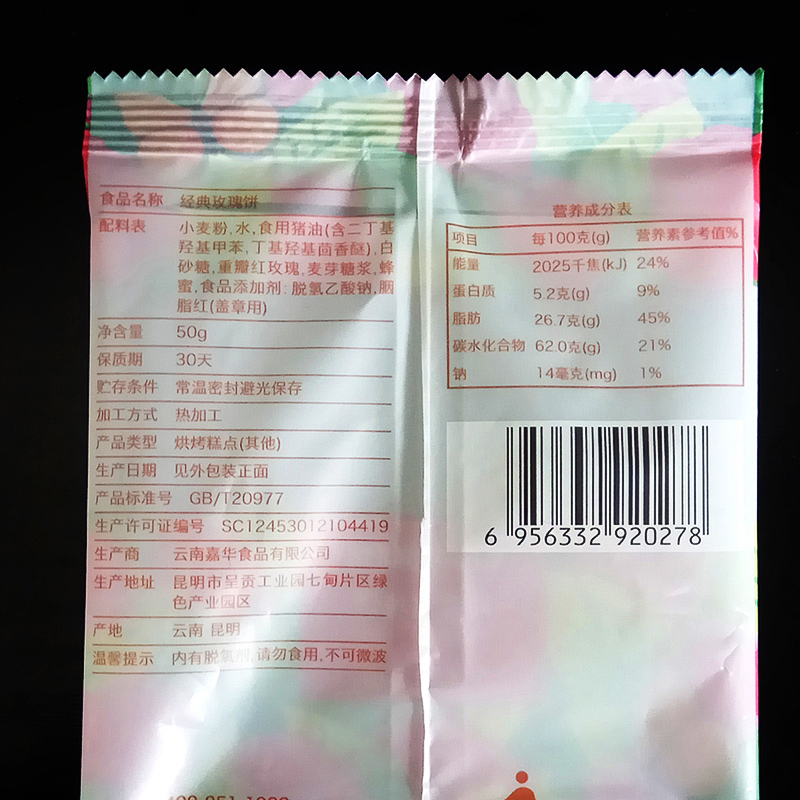 食品名称 经典玫瑰饼
配料表 小麦粉,水,食用猪油(含二丁基
羟基甲苯,丁基羟基茴香醚),白
砂糖,重瓣红玫瑰,麦芽糖浆,蜂
蜜,食品添加剂:脱氢乙酸钠,胭
脂红(盖章用)
净含量 50g
保质期 30天
贮存条件 常温密封避光保存
加工方式 热加工
产品类型 烘烤糕点(其他)
生产日期 见外包装正面
产品标准号 GB/T20977
生产许可证编号 SC12453012104419
生产商 云南嘉华食品有限公司
生产地址 昆明市呈贡工业园七甸片区绿
色产业园区
产地 云南 昆明
温馨提示 内有脱氧剂,请勿食用,不可微波
营养成分表
项目 每100克(g) 营养素参考值%
能量 2025千焦(kJ) 24%
蛋白质 5.2克(g) 9%
脂肪 26.7克(g) 45%
碳水化合物 62.0克(g) 21%
钠 14毫克(mg) 1%
6 956332 920278